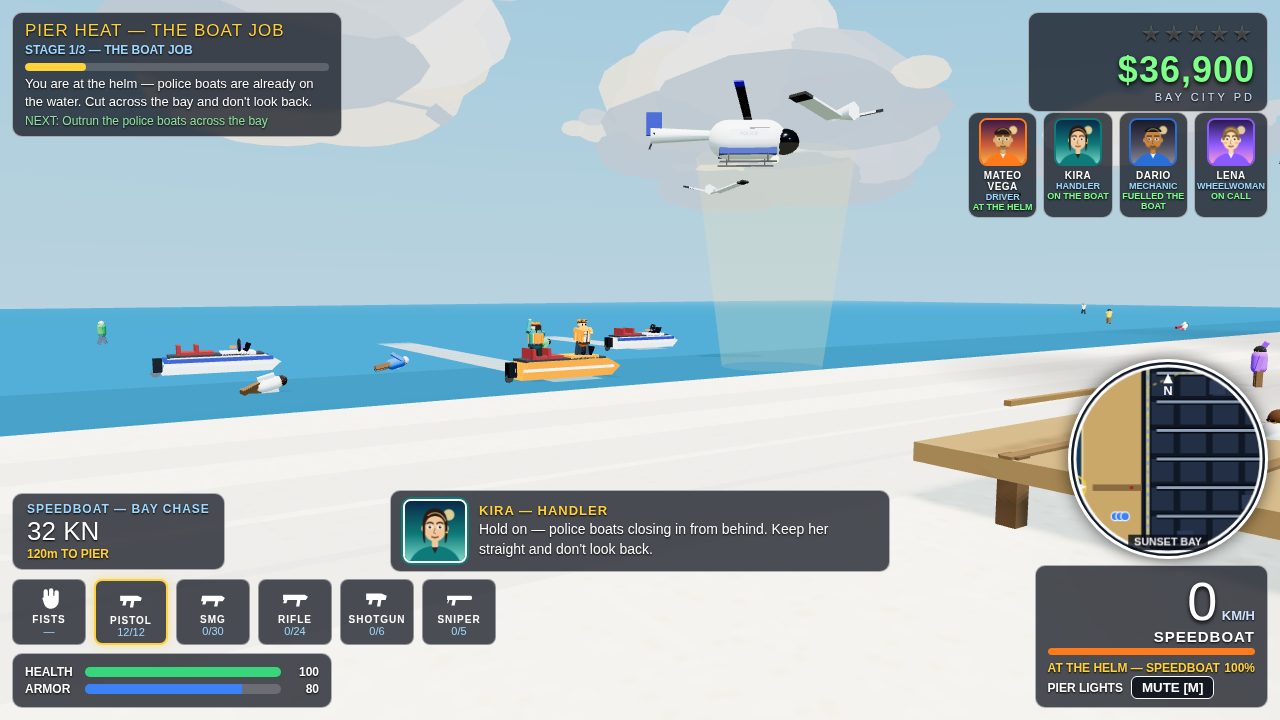 PIER HEAT — THE BOAT JOB
STAGE 1/3 — THE BOAT JOB
You are at the helm — police boats are already on
the water. Cut across the bay and don't look back.
NEXT: Outrun the police boats across the bay
$36,900
BAY CITY PD
MATEO
VEGA
DRIVER
AT THE HELM
KIRA
HANDLER
ON THE BOAT
DARIO
MECHANIC
FUELLED THE
BOAT
LENA
WHEELWOMAN
ON CALL
N
SUNSET BAY
SPEEDBOAT — BAY CHASE
32 KN
120m TO PIER
KIRA — HANDLER
Hold on — police boats closing in from behind. Keep her
straight and don't look back.
FISTS
—
PISTOL
12/12
SMG
0/30
RIFLE
0/24
SHOTGUN
0/6
SNIPER
0/5
HEALTH 100
ARMOR 80
0 KM/H
SPEEDBOAT
AT THE HELM — SPEEDBOAT 100%
PIER LIGHTS MUTE [M]